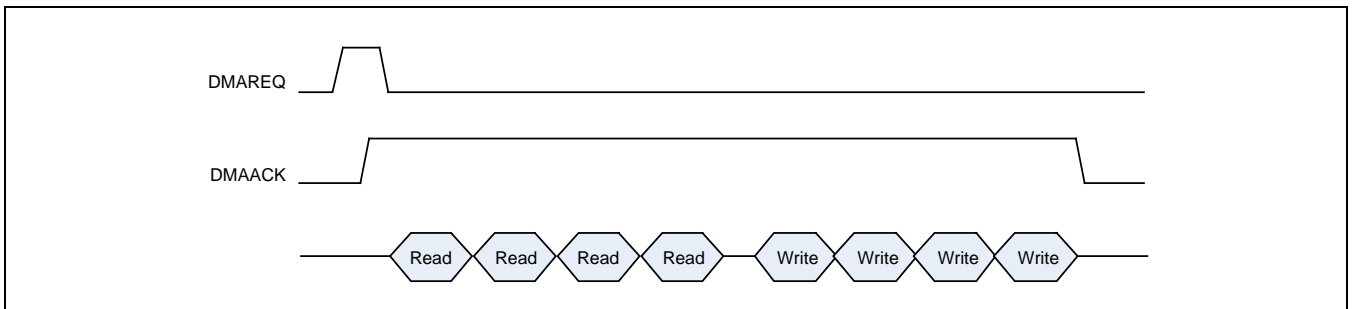 DMAREQ
DMAACK
Read Read Read Read Write Write Write Write